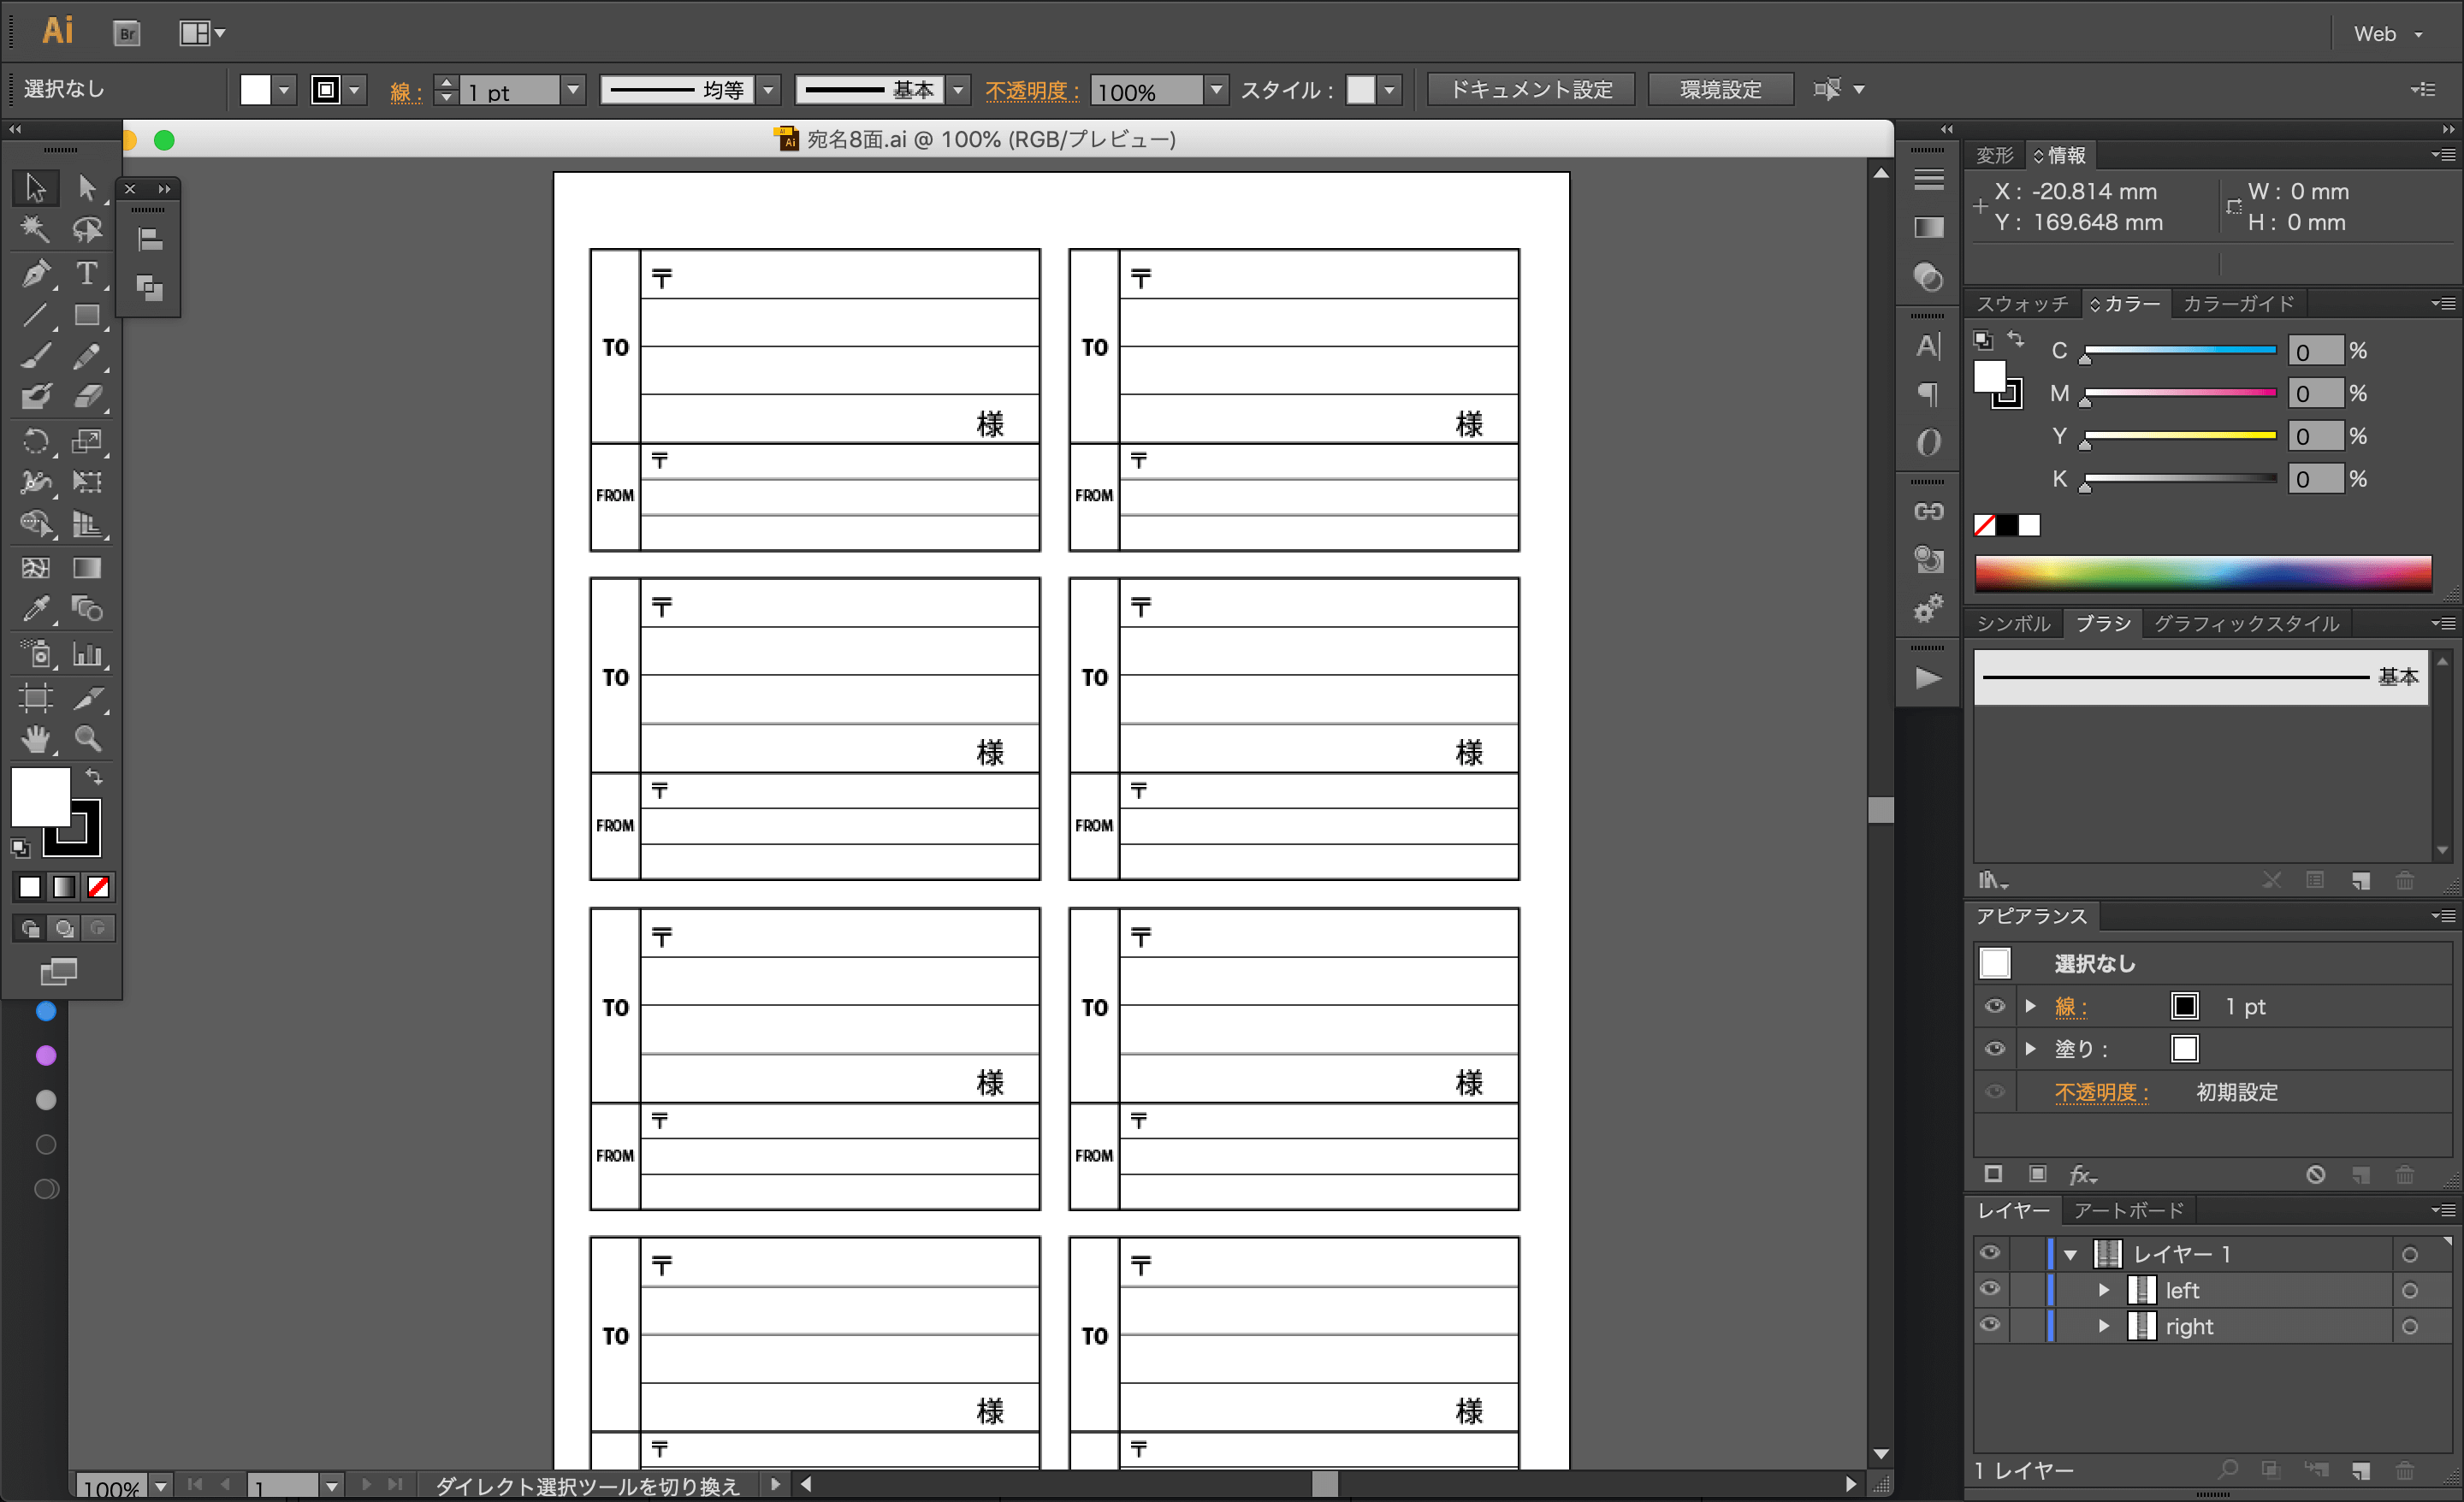 Ai Br Web
選択なし 線 : 1 pt 均等 基本 不透明度 : 100% スタイル : ドキュメント設定 環境設定
宛名8面.ai @ 100% (RGB/プレビュー)
〒 〒
TO TO
様 様
〒 〒
FROM FROM
〒 〒
TO TO
様 様
〒 〒
FROM FROM
〒 〒
TO TO
様 様
〒 〒
FROM FROM
〒 〒
TO TO
様 様
〒 〒
100% 1 ダイレクト選択ツールを切り換え
変形 情報
X : -20.814 mm W : 0 mm
Y : 169.648 mm H : 0 mm
スウォッチ カラー カラーガイド
C 0 %
M 0 %
Y 0 %
K 0 %
シンボル ブラシ グラフィックスタイル
基本
アピアランス
選択なし
線 : 1 pt
塗り :
不透明度 : 初期設定
fx
レイヤー アートボード
レイヤー 1
left
right
1 レイヤー